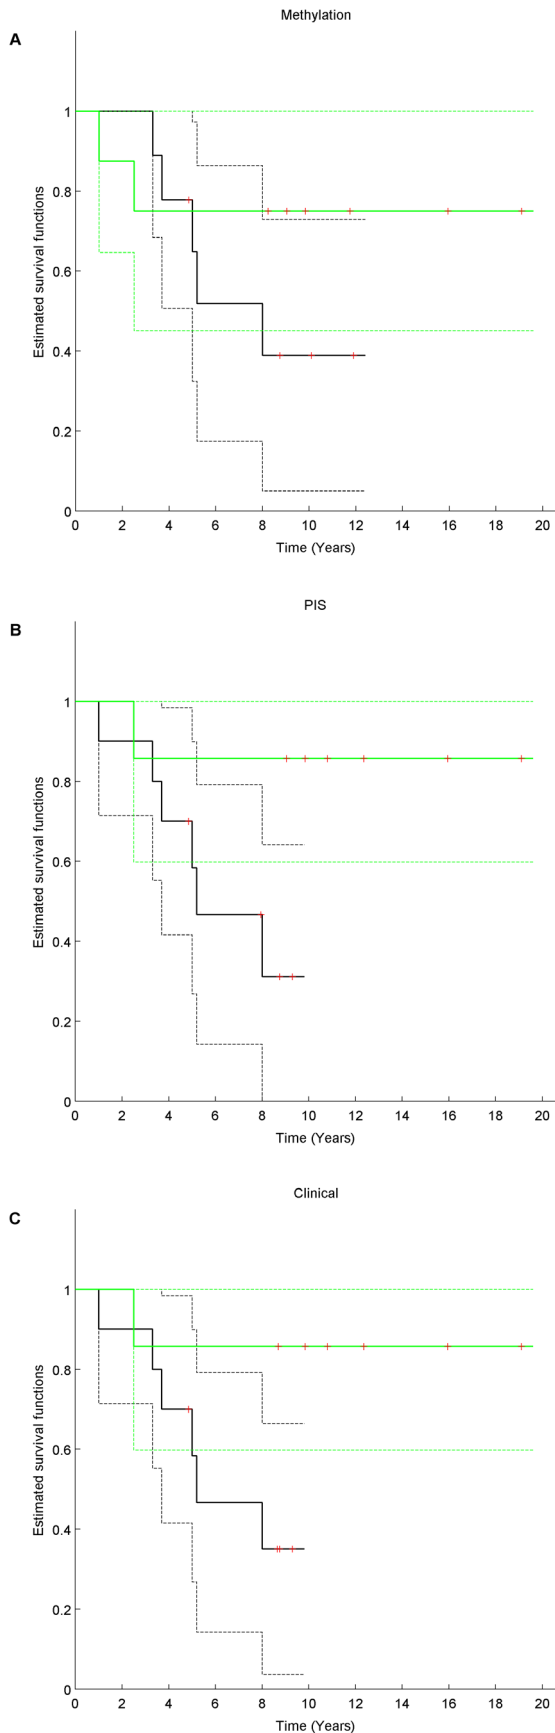 Methylation
A
1
0.8
0.6
0.4
0.2
0
Estimated survival functions
0 2 4 6 8 10 12 14 16 18 20
Time (Years)
PIS
B
1
0.8
0.6
0.4
0.2
0
Estimated survival functions
0 2 4 6 8 10 12 14 16 18 20
Time (Years)
Clinical
C
1
0.8
0.6
0.4
0.2
0
Estimated survival functions
0 2 4 6 8 10 12 14 16 18 20
Time (Years)